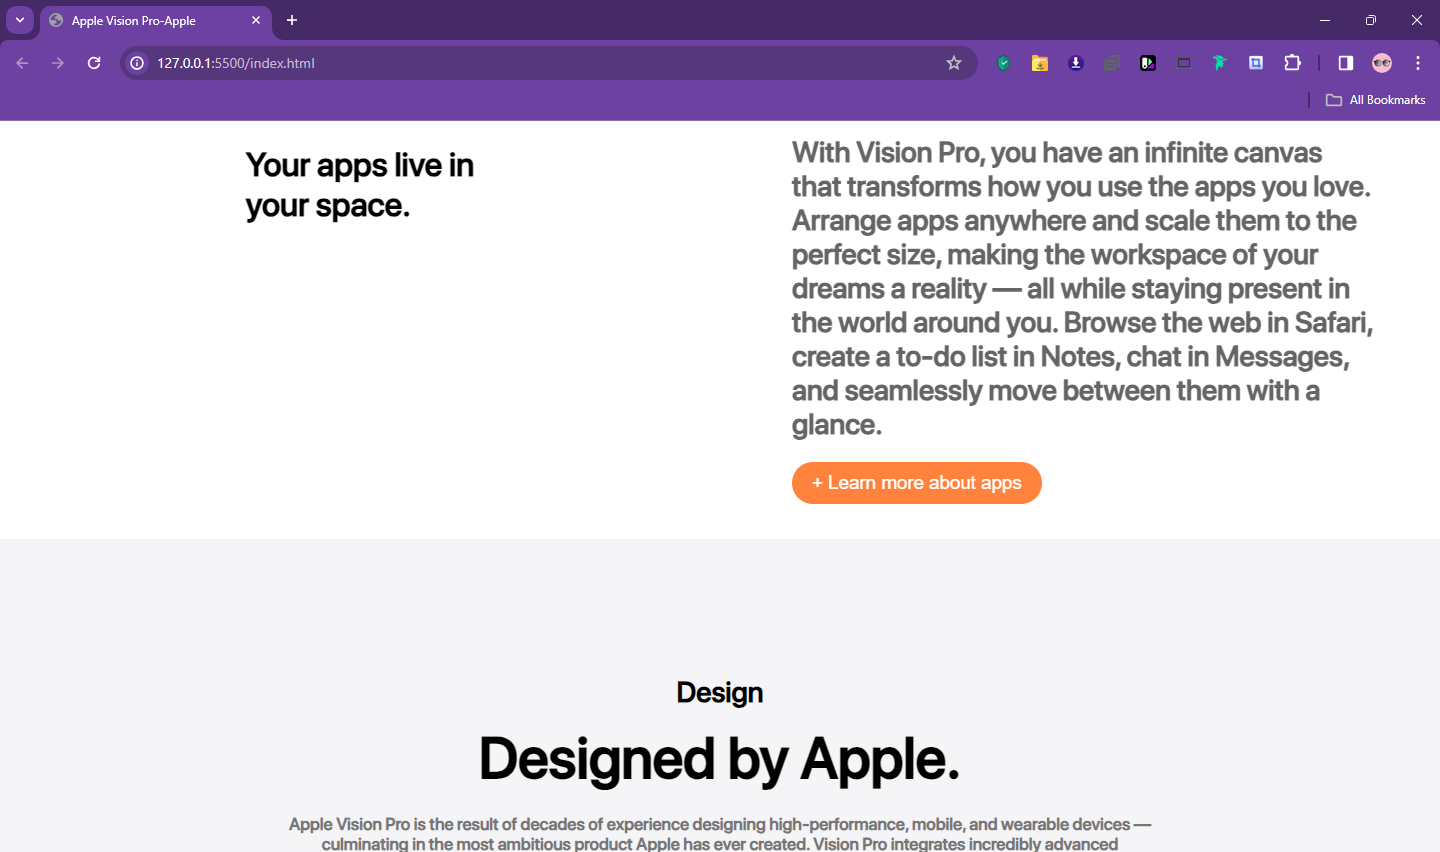 Apple Vision Pro-Apple
127.0.0.1:5500/index.html
All Bookmarks
Your apps live in
your space.
With Vision Pro, you have an infinite canvas
that transforms how you use the apps you love.
Arrange apps anywhere and scale them to the
perfect size, making the workspace of your
dreams a reality — all while staying present in
the world around you. Browse the web in Safari,
create a to-do list in Notes, chat in Messages,
and seamlessly move between them with a
glance.
+ Learn more about apps
Design
Designed by Apple.
Apple Vision Pro is the result of decades of experience designing high-performance, mobile, and wearable devices —
culminating in the most ambitious product Apple has ever created. Vision Pro integrates incredibly advanced